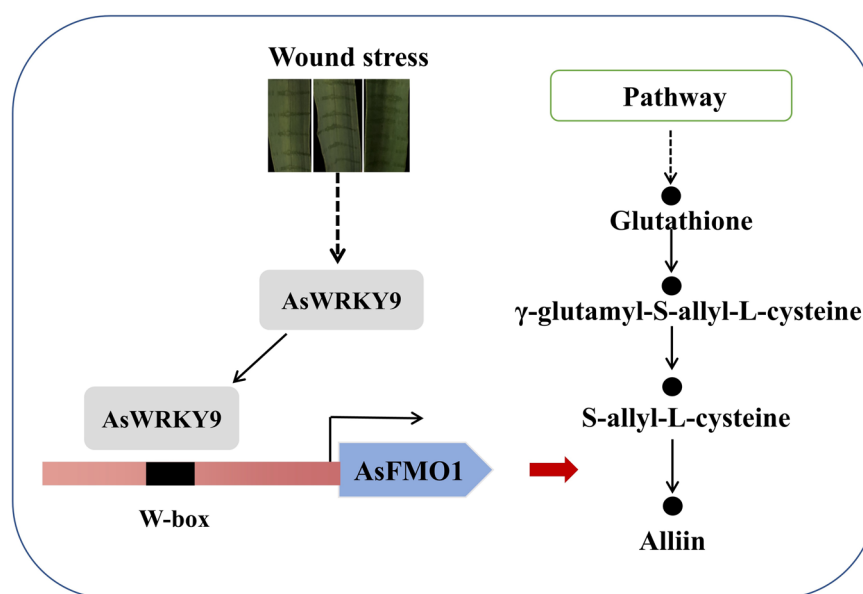 Wound stress
AsWRKY9
AsWRKY9
AsFMO1
W-box
Pathway
Glutathione
γ-glutamyl-S-allyl-L-cysteine
S-allyl-L-cysteine
Alliin